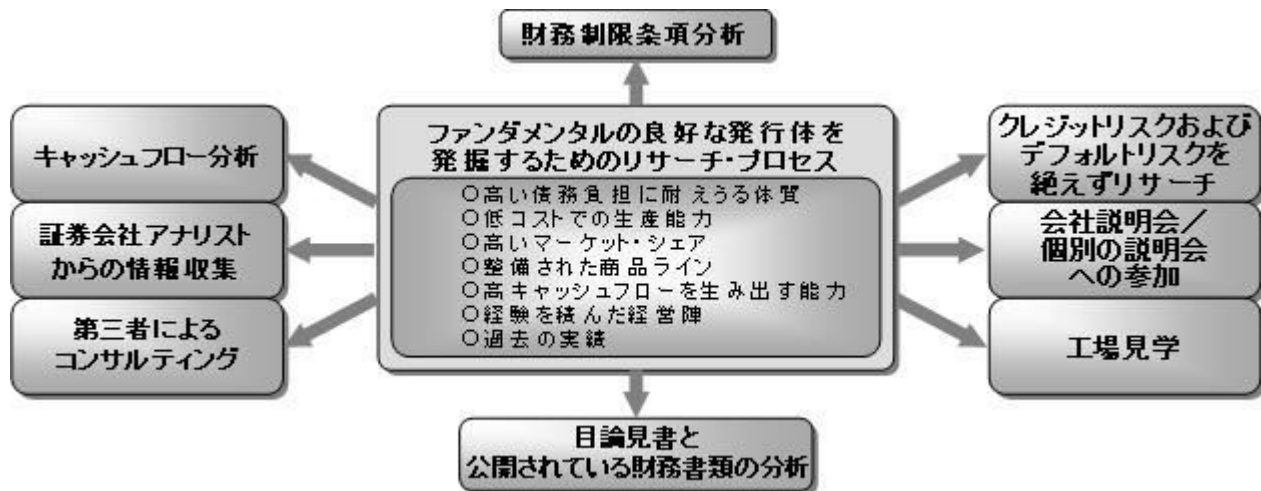 財務制限条項分析
ファンダメンタルの良好な発行体を
発掘するためのリサーチ・プロセス
○高い債務負担に耐えうる体質
○低コストでの生産能力
○高いマーケット・シェア
○整備された商品ライン
○高キャッシュフローを生み出す能力
○経験を積んだ経営陣
○過去の実績
キャッシュフロー分析
証券会社アナリスト
からの情報収集
第三者による
コンサルティング
クレジットリスクおよび
デフォルトリスクを
絶えずリサーチ
会社説明会／
個別の説明会
への参加
工場見学
目論見書と
公開されている財務書類の分析